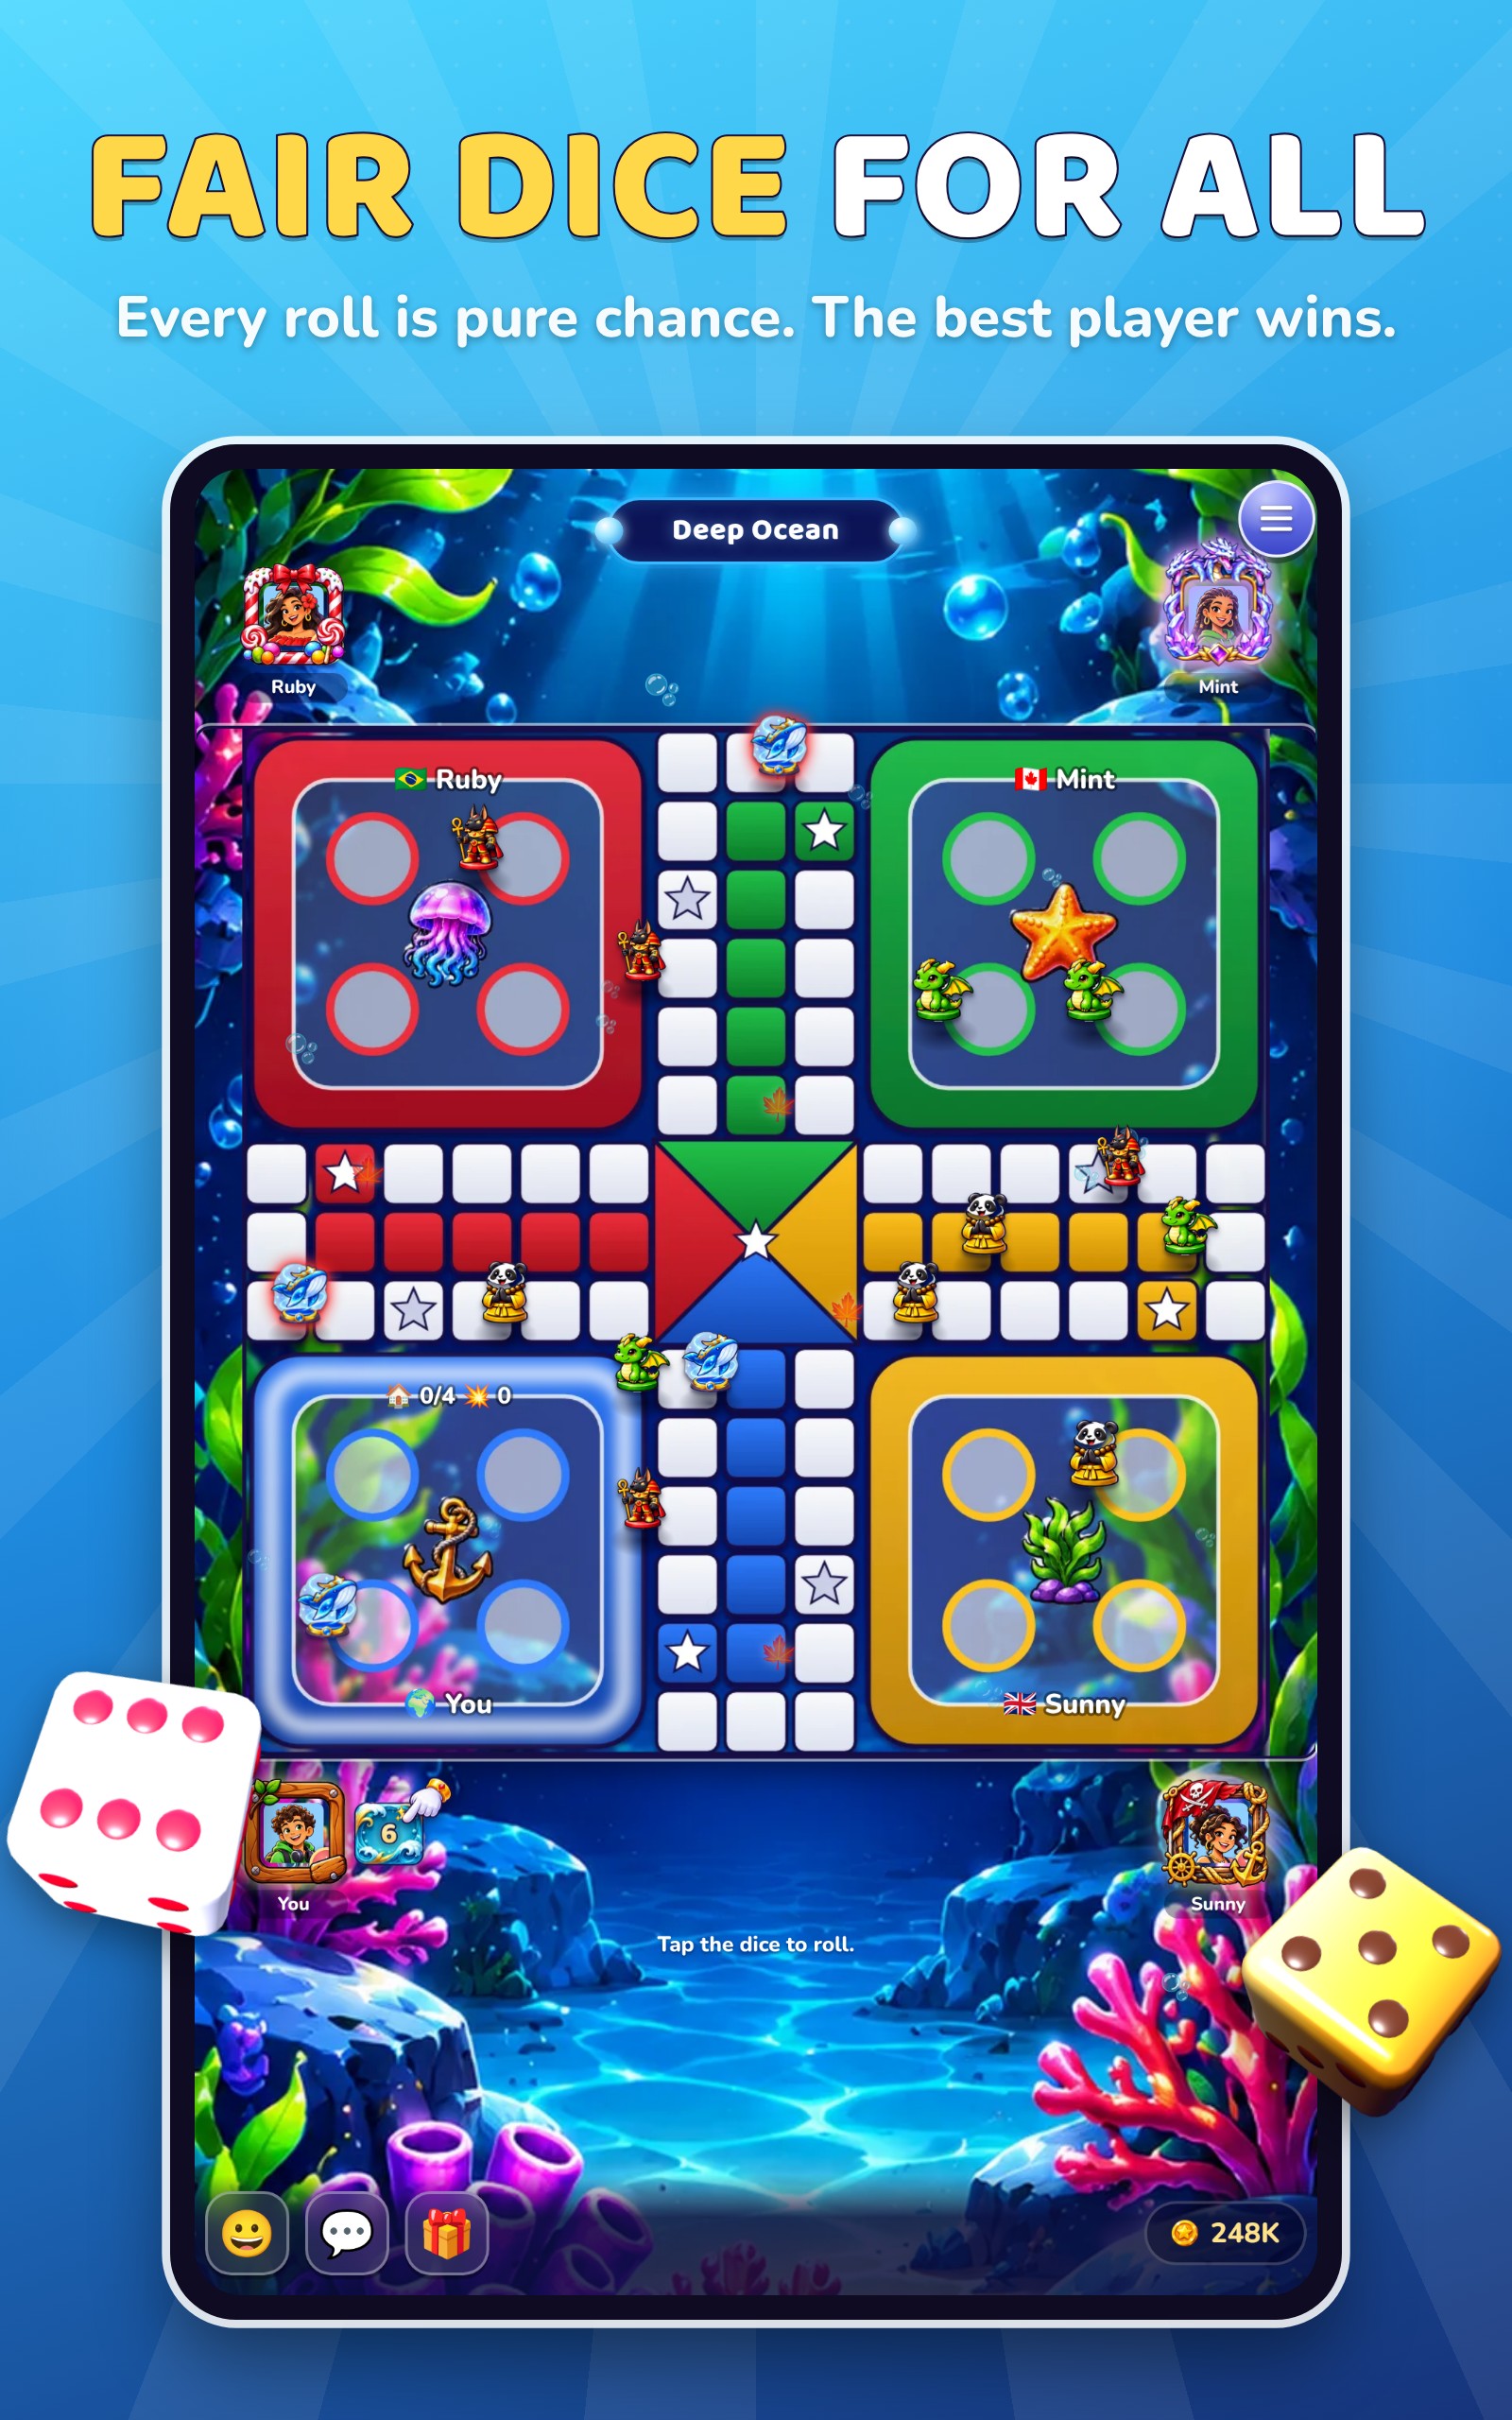 FAIR DICE FOR ALL
Every roll is pure chance. The best player wins.
Deep Ocean
Ruby
Mint
Ruby
Mint
0/4 0
You
Sunny
6
You
Sunny
Tap the dice to roll.
248K